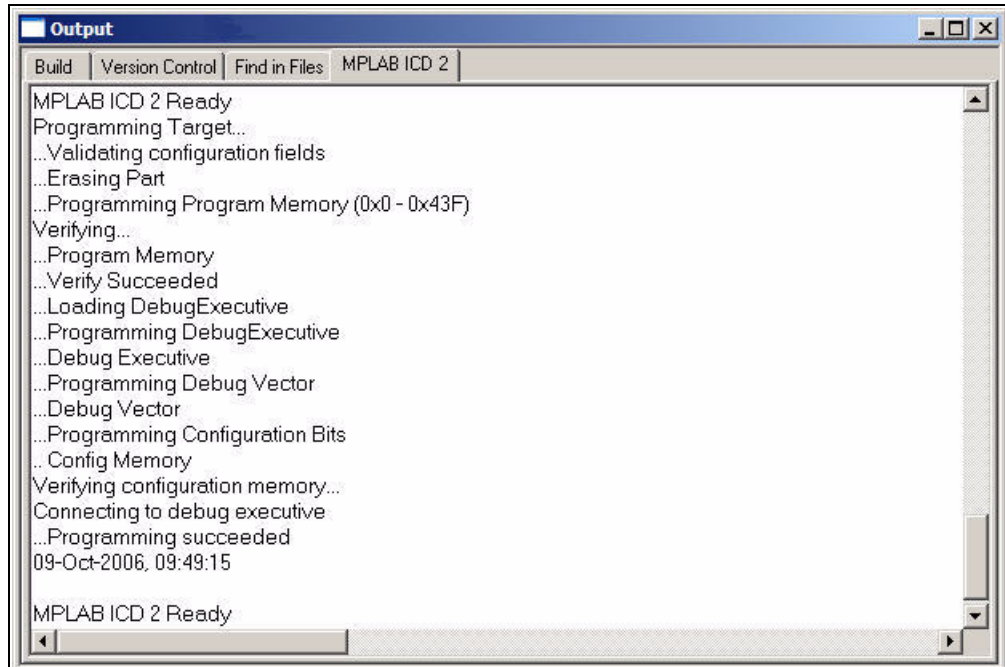 Output
Build Version Control Find in Files MPLAB ICD 2
MPLAB ICD 2 Ready
Programming Target...
...Validating configuration fields
...Erasing Part
...Programming Program Memory (0x0 - 0x43F)
Verifying...
...Program Memory
...Verify Succeeded
...Loading DebugExecutive
...Programming DebugExecutive
...Debug Executive
...Programming Debug Vector
...Debug Vector
...Programming Configuration Bits
.. Config Memory
Verifying configuration memory...
Connecting to debug executive
...Programming succeeded
09-Oct-2006, 09:49:15
MPLAB ICD 2 Ready